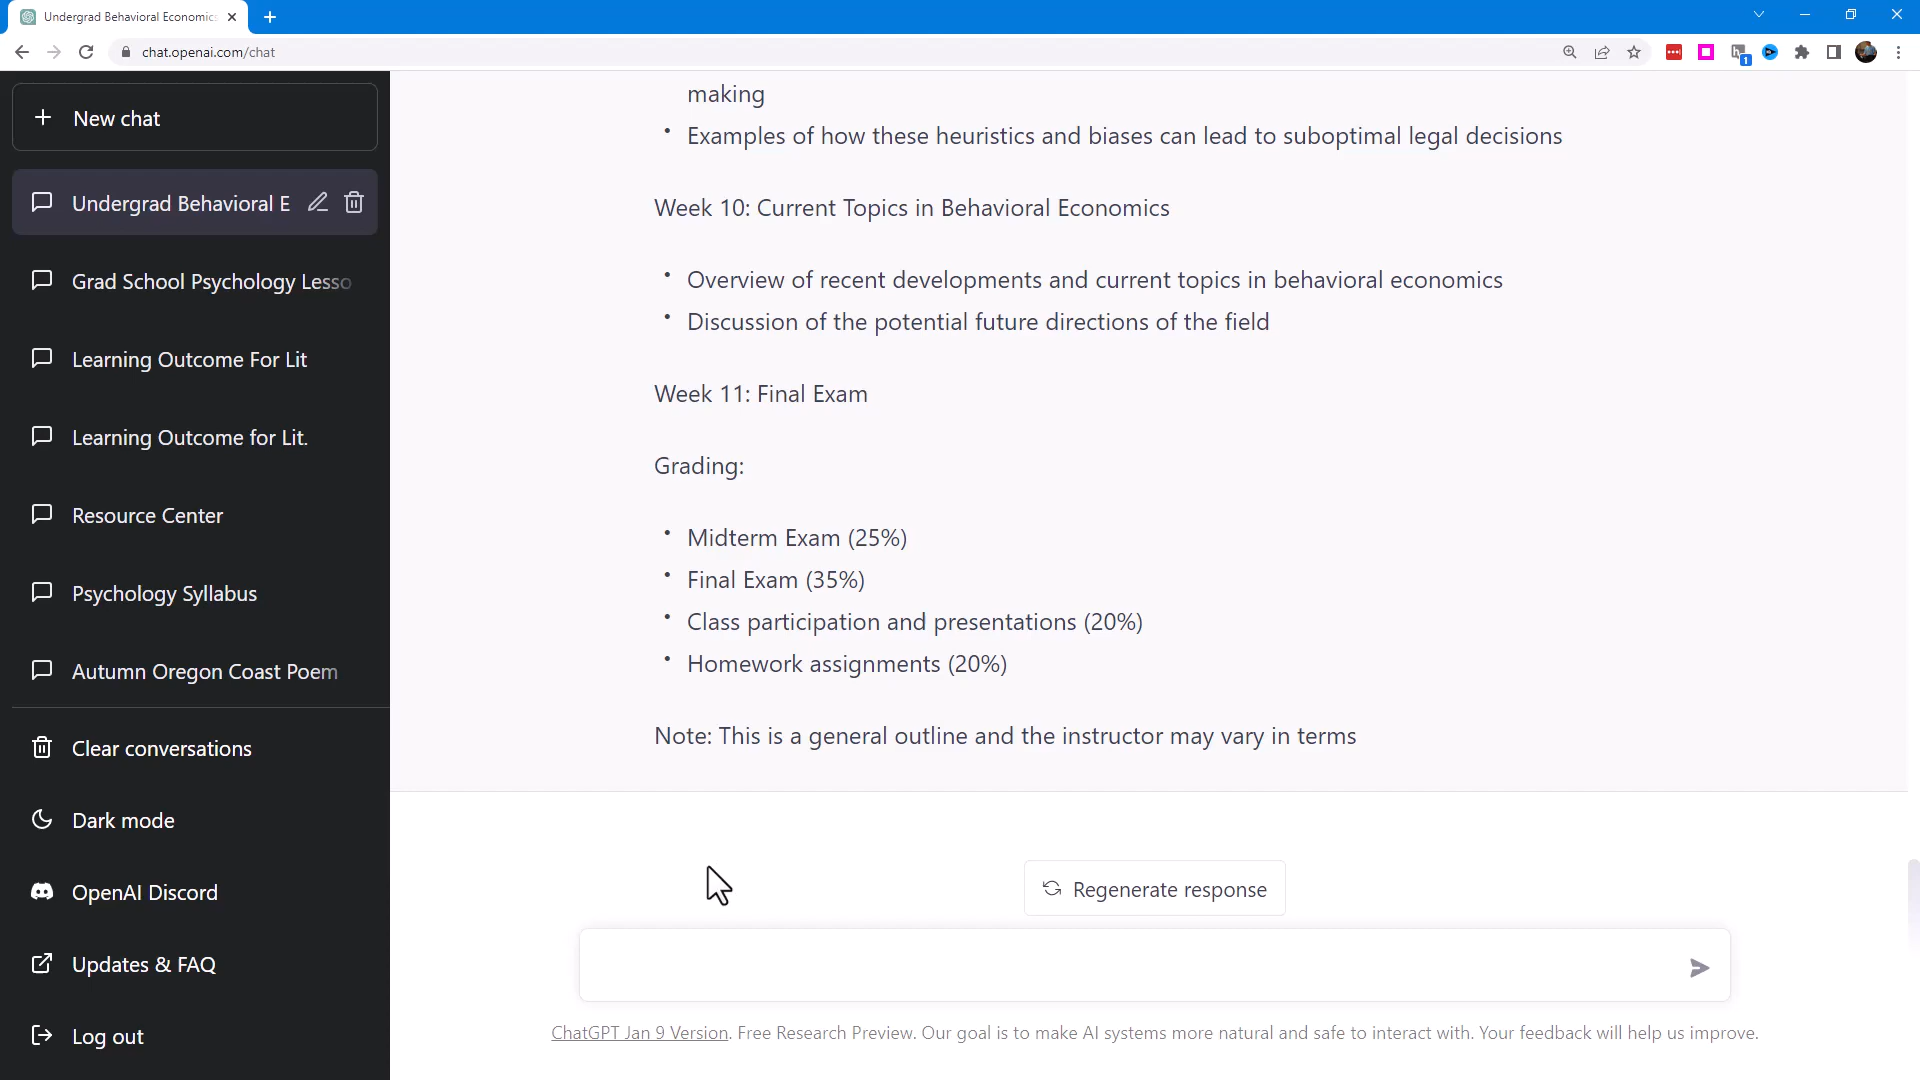 Undergrad Behavioral Economics
chat.openai.com/chat
1
New chat
Undergrad Behavioral E
Grad School Psychology Lesso
Learning Outcome For Lit
Learning Outcome for Lit.
Resource Center
Psychology Syllabus
Autumn Oregon Coast Poem
Clear conversations
Dark mode
OpenAI Discord
Updates & FAQ
Log out
making
• Examples of how these heuristics and biases can lead to suboptimal legal decisions
Week 10: Current Topics in Behavioral Economics
• Overview of recent developments and current topics in behavioral economics
• Discussion of the potential future directions of the field
Week 11: Final Exam
Grading:
• Midterm Exam (25%)
• Final Exam (35%)
• Class participation and presentations (20%)
• Homework assignments (20%)
Note: This is a general outline and the instructor may vary in terms
Regenerate response
ChatGPT Jan 9 Version. Free Research Preview. Our goal is to make AI systems more natural and safe to interact with. Your feedback will help us improve.